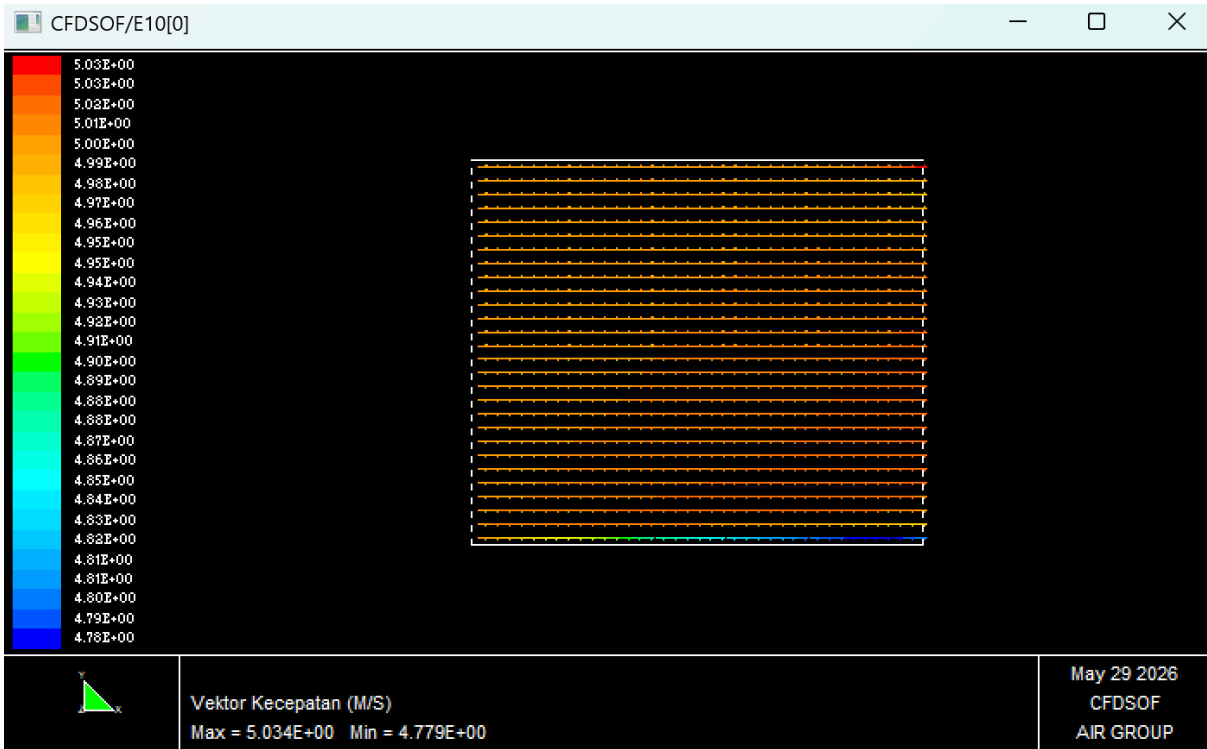 CFDSOF/E10[0]
5.03E+00
5.03E+00
5.02E+00
5.01E+00
5.00E+00
4.99E+00
4.98E+00
4.97E+00
4.96E+00
4.95E+00
4.95E+00
4.94E+00
4.93E+00
4.92E+00
4.91E+00
4.90E+00
4.89E+00
4.88E+00
4.88E+00
4.87E+00
4.86E+00
4.85E+00
4.84E+00
4.83E+00
4.82E+00
4.81E+00
4.81E+00
4.80E+00
4.79E+00
4.78E+00
Y
Z X
Vektor Kecepatan (M/S)
Max = 5.034E+00 Min = 4.779E+00
May 29 2026
CFDSOF
AIR GROUP